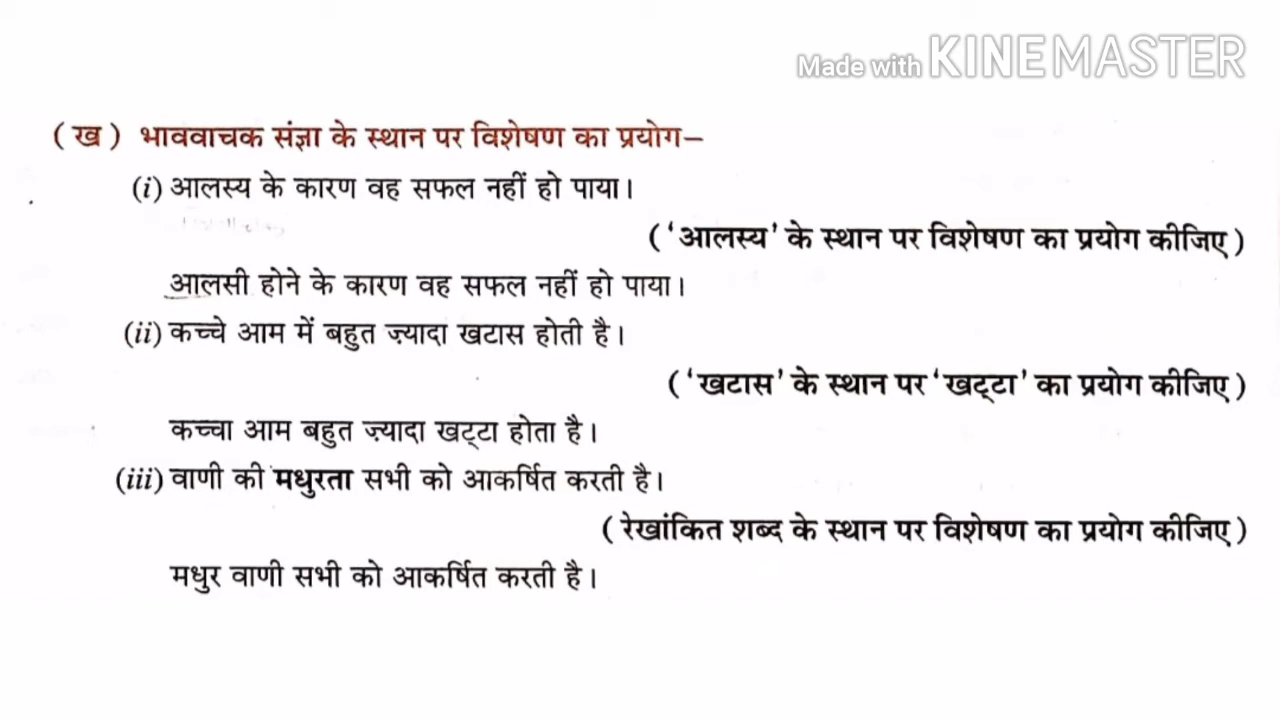 Made with KINEMASTER
(ख) भाववाचक संज्ञा के स्थान पर विशेषण का प्रयोग–
(i) आलस्य के कारण वह सफल नहीं हो पाया।
('आलस्य' के स्थान पर विशेषण का प्रयोग कीजिए)
आलसी होने के कारण वह सफल नहीं हो पाया।
(ii) कच्चे आम में बहुत ज़्यादा खटास होती है।
('खटास' के स्थान पर 'खट्‌टा' का प्रयोग कीजिए)
कच्चा आम बहुत ज़्यादा खट्‌टा होता है।
(iii) वाणी की मधुरता सभी को आकर्षित करती है।
(रेखांकित शब्द के स्थान पर विशेषण का प्रयोग कीजिए)
मधुर वाणी सभी को आकर्षित करती है।